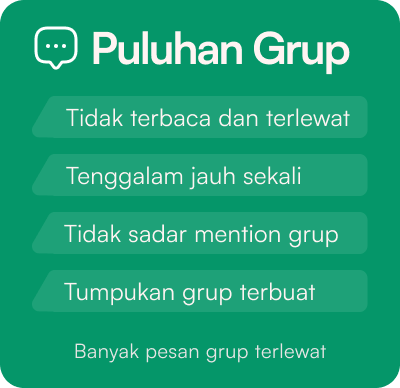 Puluhan Grup
Tidak terbaca dan terlewat
Tenggalam jauh sekali
Tidak sadar mention grup
Tumpukan grup terbuat
Banyak pesan grup terlewat